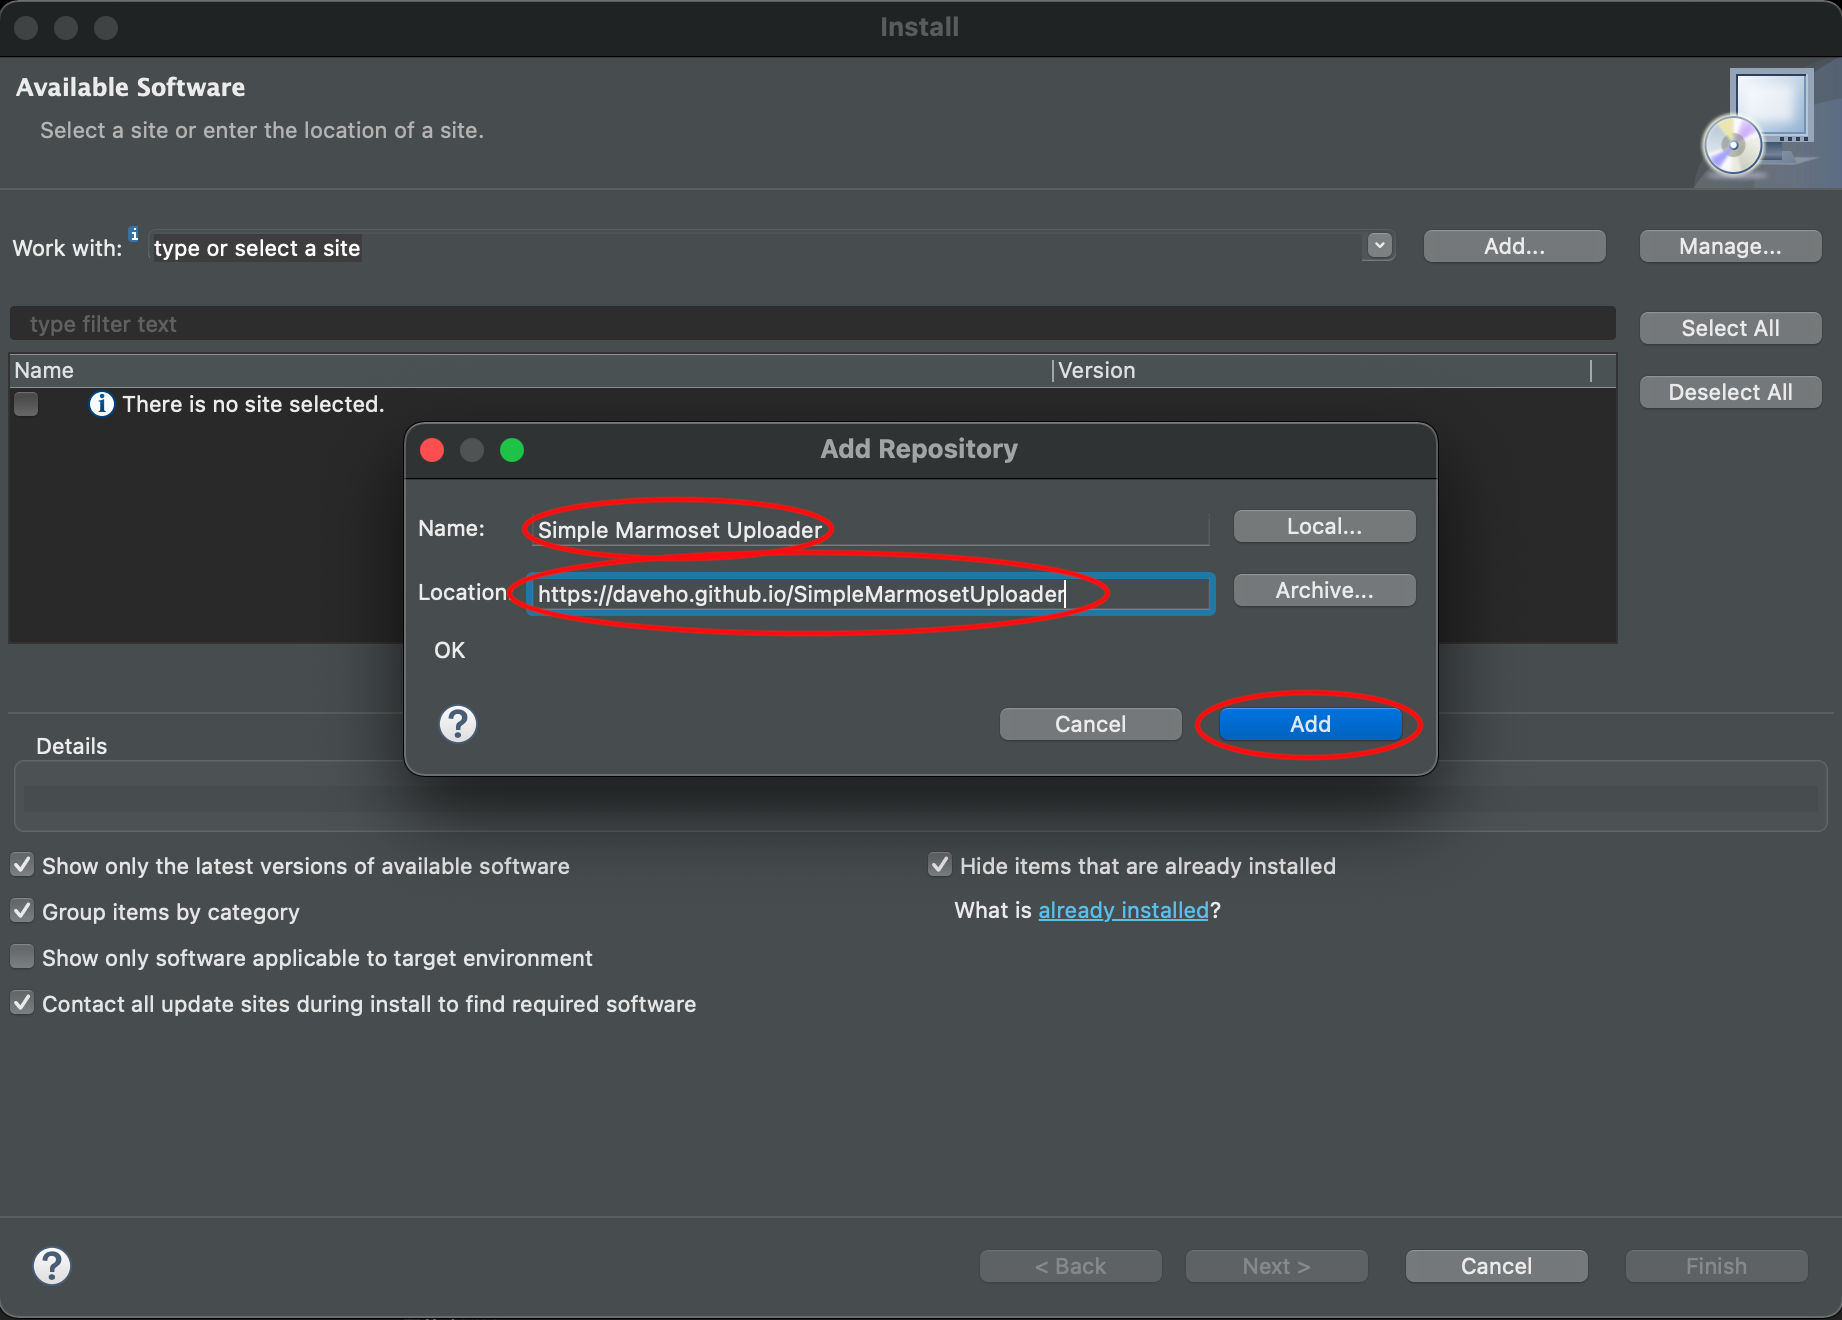 Install
Available Software
Select a site or enter the location of a site.
Work with: type or select a site
Add...
Manage...
type filter text
Select All
Name
Version
Deselect All
There is no site selected.
Add Repository
Name: Simple Marmoset Uploader
Local...
Location https://daveho.github.io/SimpleMarmosetUploader
Archive...
OK
Cancel
Add
Details
Show only the latest versions of available software
Hide items that are already installed
Group items by category
What is already installed?
Show only software applicable to target environment
Contact all update sites during install to find required software
< Back
Next >
Cancel
Finish